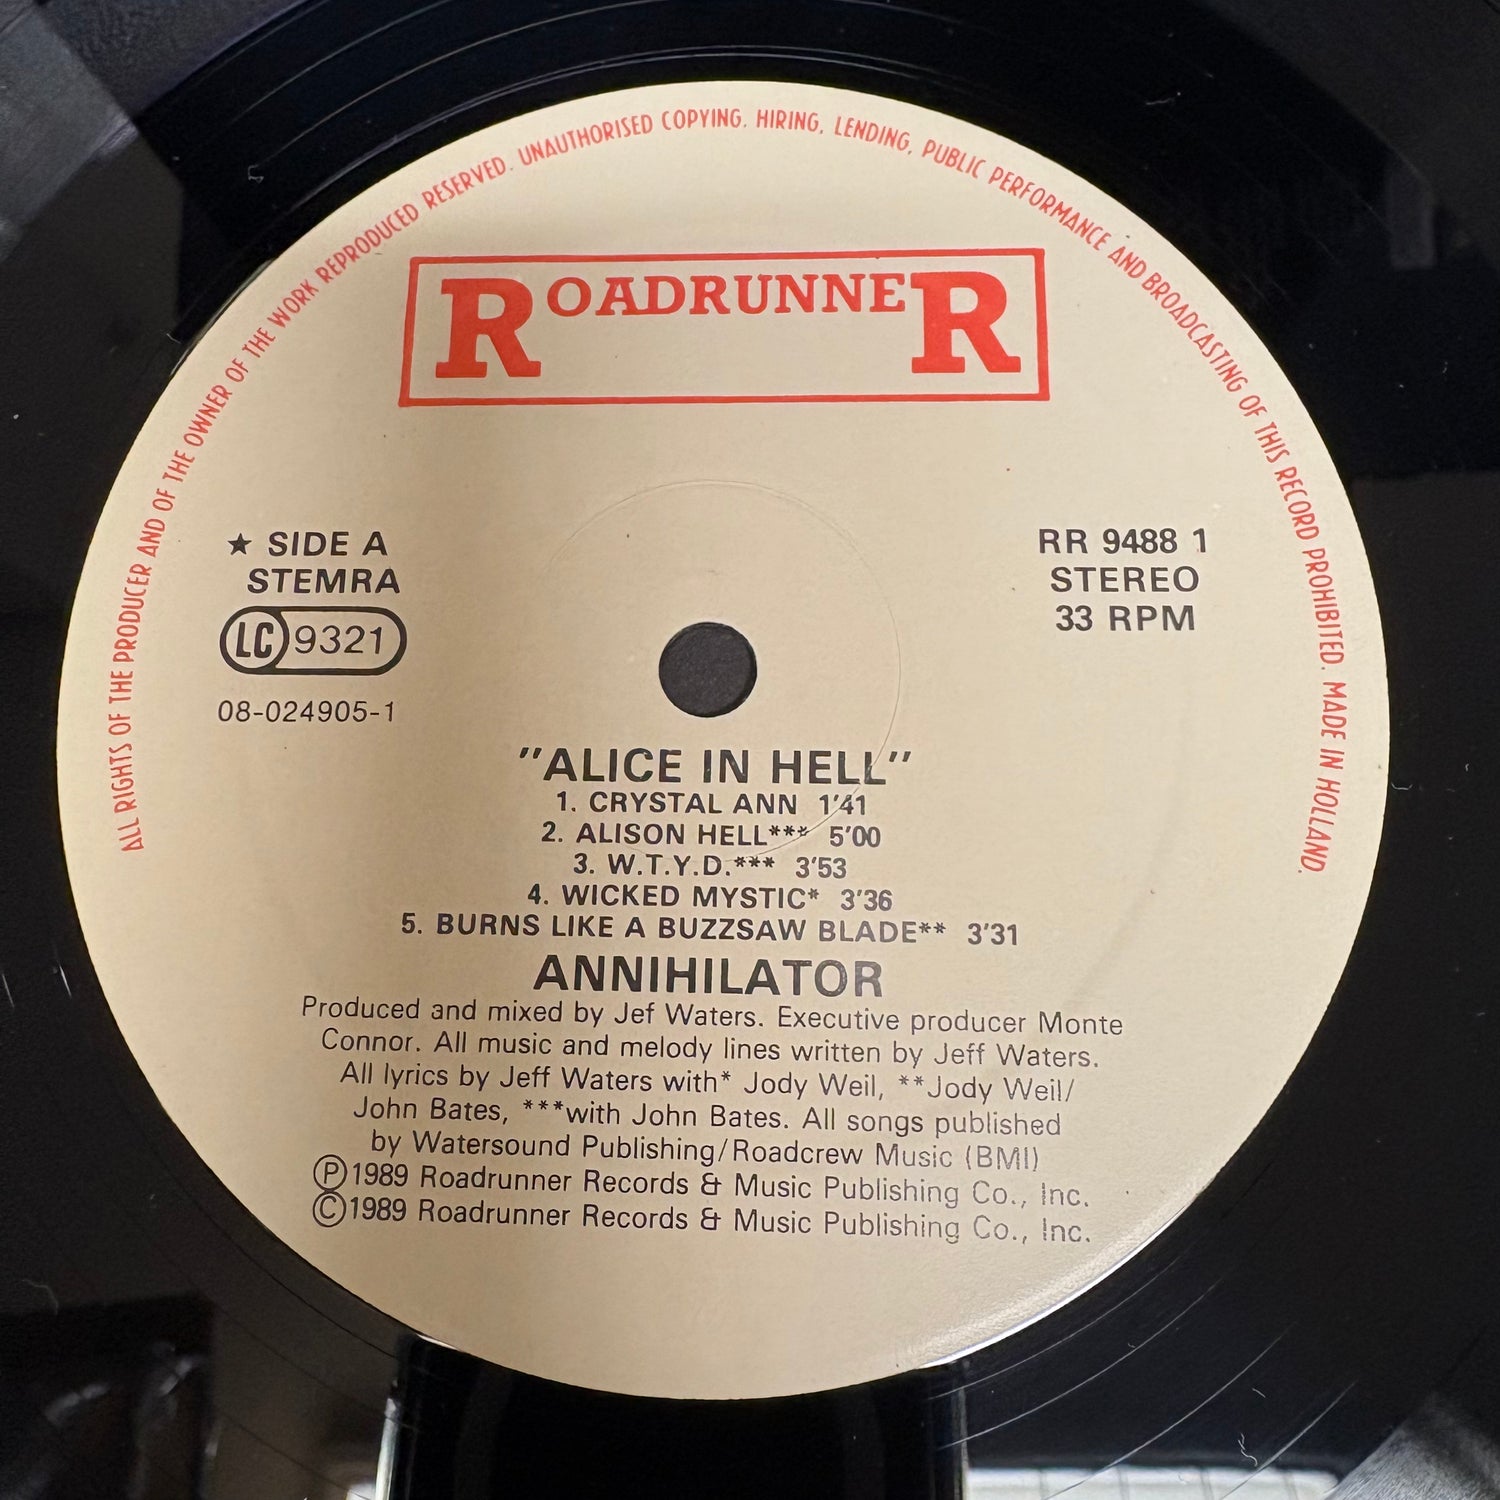 ALL RIGHTS OF THE PRODUCER AND OF THE OWNER OF THE WORK REPRODUCED RESERVED. UNAUTHORISED COPYING. HIRING, LENDING, PUBLIC PERFORMANCE AND BROADCASTING OF THIS RECORD PROHIBITED. MADE IN HOLLAND.
ROADRUNNER
★ SIDE A
STEMRA
LC 9321
08-024905-1
RR 9488 1
STEREO
33 RPM
"ALICE IN HELL"
1. CRYSTAL ANN 1'41
2. ALISON HELL*** 5'00
3. W.T.Y.D.*** 3'53
4. WICKED MYSTIC* 3'36
5. BURNS LIKE A BUZZSAW BLADE** 3'31
ANNIHILATOR
Produced and mixed by Jef Waters. Executive producer Monte
Connor. All music and melody lines written by Jeff Waters.
All lyrics by Jeff Waters with* Jody Weil, **Jody Weil/
John Bates, ***with John Bates. All songs published
by Watersound Publishing/Roadcrew Music (BMI)
Ⓟ1989 Roadrunner Records & Music Publishing Co., Inc.
©1989 Roadrunner Records & Music Publishing Co., Inc.